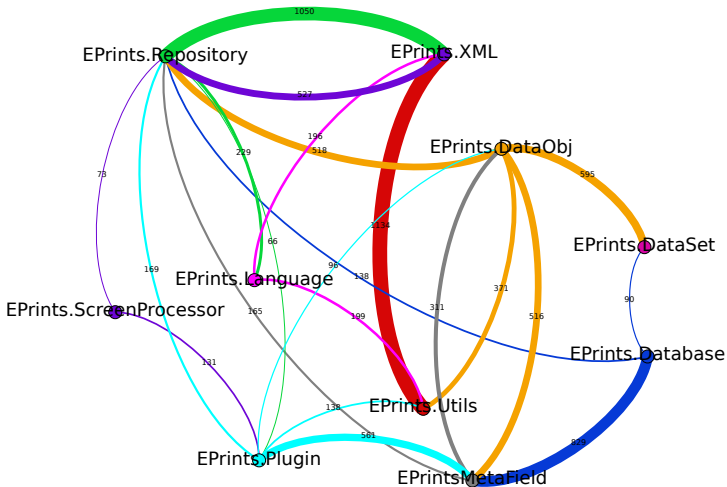 1050
EPrints.Repository
EPrints.XML
527
196
518
229
EPrints.DataObj
73
595
1134
66
EPrints.DataSet
96
169
138
EPrints.Language
371
90
EPrints.ScreenProcessor
165
311
199
516
EPrints.Database
131
138
EPrints.Utils
561
829
EPrints.Plugin
EPrintsMetaField